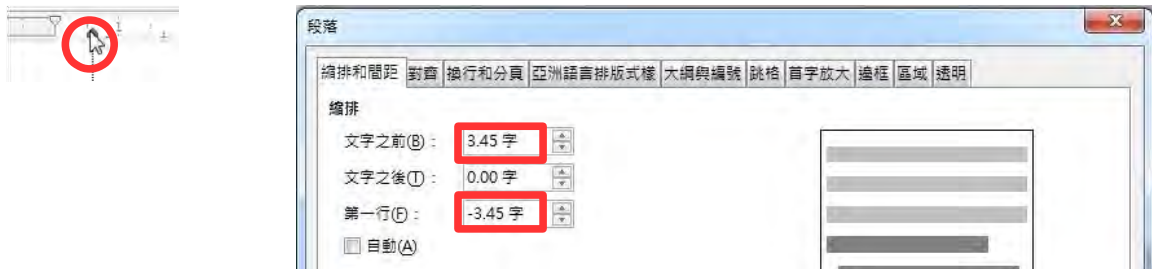 1
段落
縮排和間距 對齊 換行和分頁 亞洲語言排版式樣 大綱與編號 跳格 首字放大 邊框 區域 透明
縮排
文字之前(B)： 3.45 字
文字之後(T)： 0.00 字
第一行(F)： -3.45 字
自動(A)